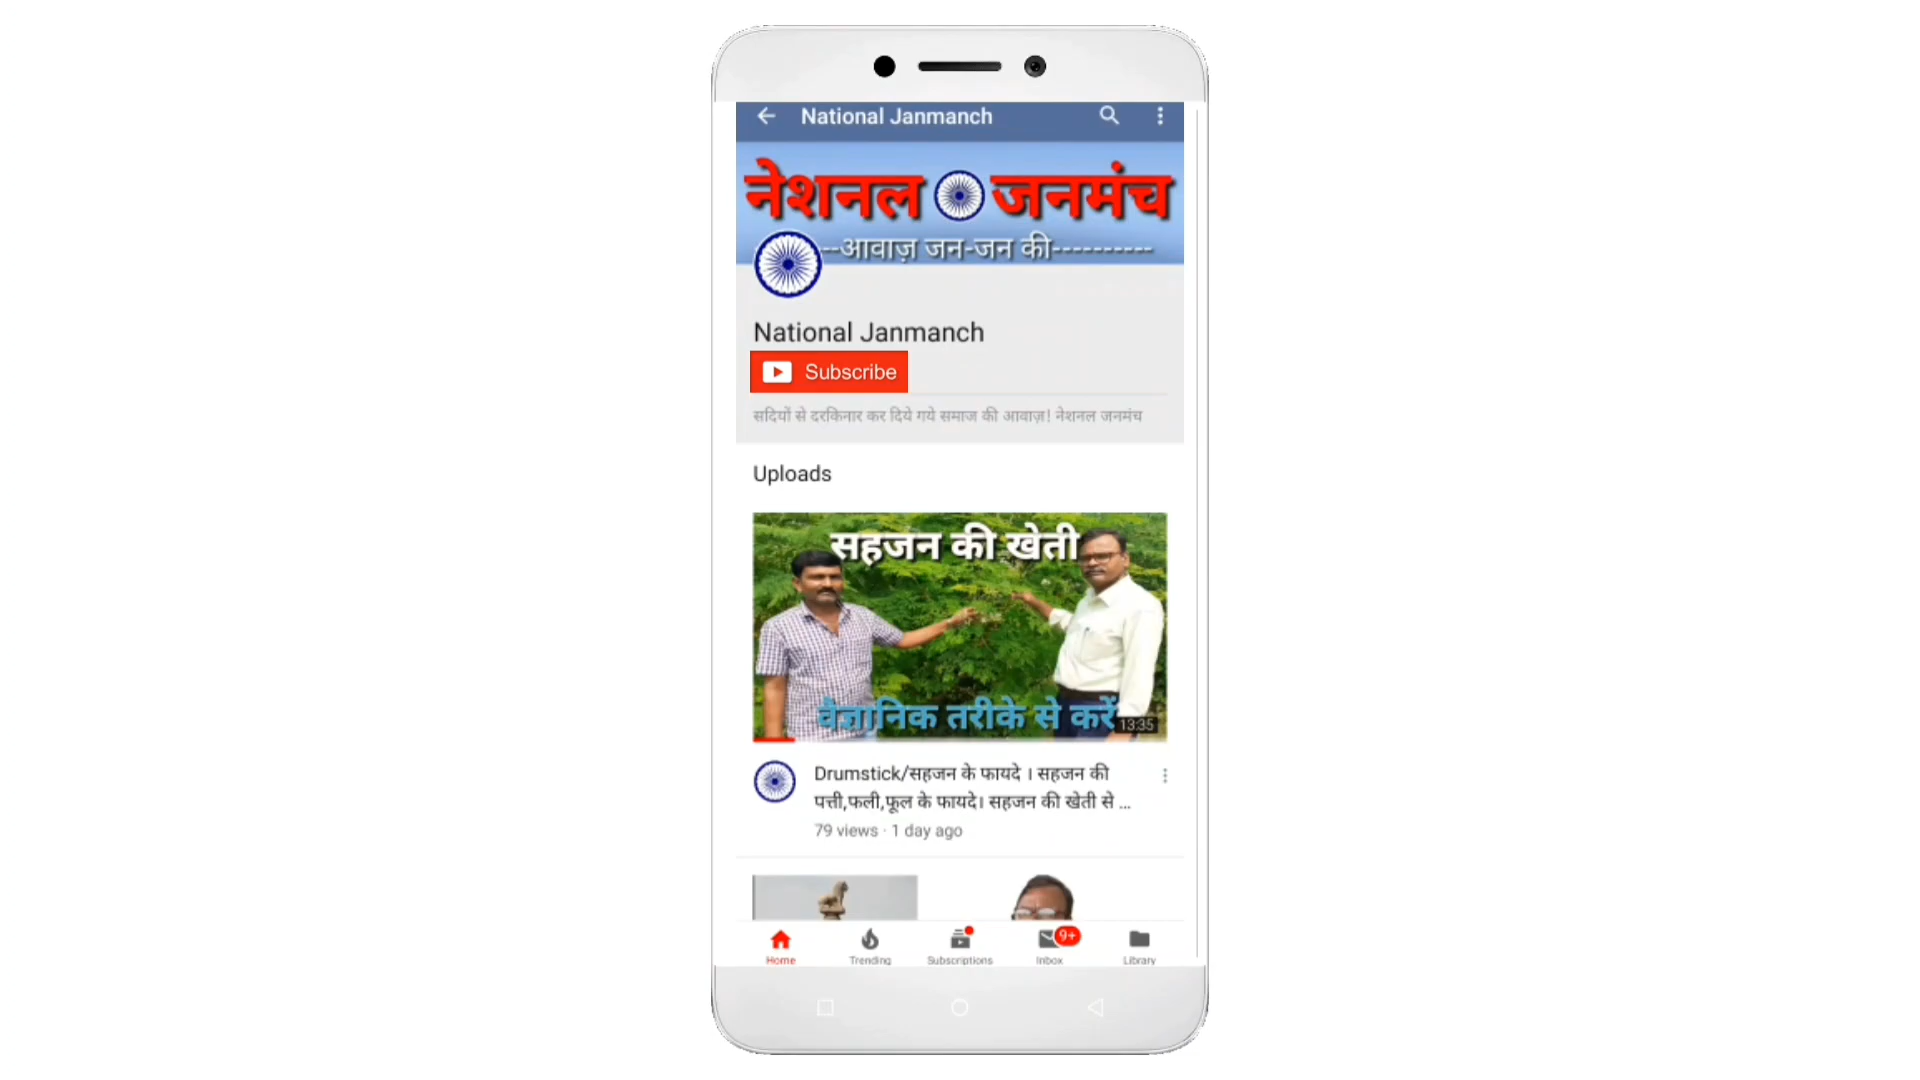 National Janmanch
नेशनल जनमंच
--आवाज़ जन-जन की----------
National Janmanch
Subscribe
सदियों से दरकिनार कर दिये गये समाज की आवाज़! नेशनल जनमंच
Uploads
सहजन की खेती
वैज्ञानिक तरीके से करें
13:35
Drumstick/सहजन के फायदे । सहजन की
पत्ती,फली,फूल के फायदे। सहजन की खेती से ...
79 views · 1 day ago
9+
Home Trending Subscriptions Inbox Library